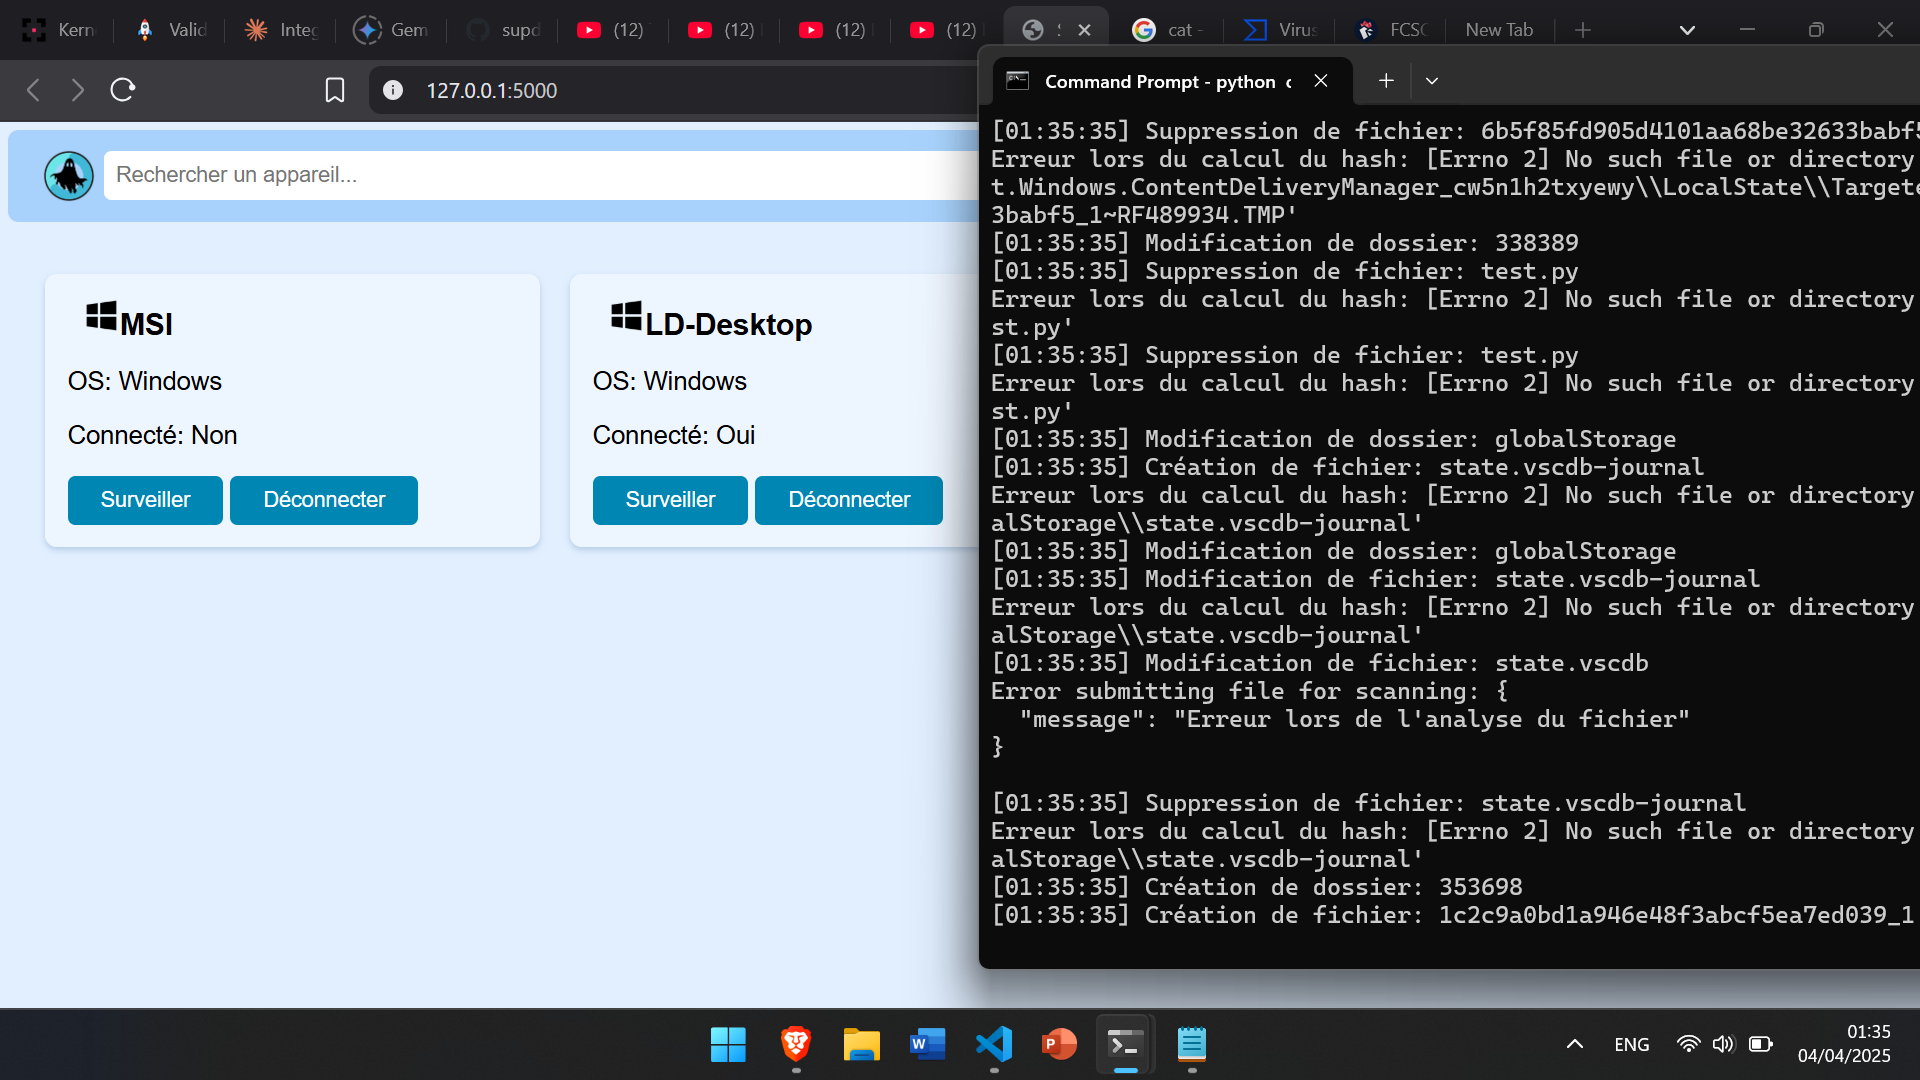 Kern
Valid
Integ
Gem
supd
(12)
(12)
(12)
(12)
cat -
Virus
FCSC
New Tab
127.0.0.1:5000
Command Prompt - python c
Rechercher un appareil...
MSI
OS: Windows
Connecté: Non
Surveiller
Déconnecter
LD-Desktop
OS: Windows
Connecté: Oui
Surveiller
Déconnecter
[01:35:35] Suppression de fichier: 6b5f85fd905d4101aa68be32633babf5
Erreur lors du calcul du hash: [Errno 2] No such file or directory
t.Windows.ContentDeliveryManager_cw5n1h2txyewy\\LocalState\\Targete
3babf5_1~RF489934.TMP'
[01:35:35] Modification de dossier: 338389
[01:35:35] Suppression de fichier: test.py
Erreur lors du calcul du hash: [Errno 2] No such file or directory
st.py'
[01:35:35] Suppression de fichier: test.py
Erreur lors du calcul du hash: [Errno 2] No such file or directory
st.py'
[01:35:35] Modification de dossier: globalStorage
[01:35:35] Création de fichier: state.vscdb-journal
Erreur lors du calcul du hash: [Errno 2] No such file or directory
alStorage\\state.vscdb-journal'
[01:35:35] Modification de dossier: globalStorage
[01:35:35] Modification de fichier: state.vscdb-journal
Erreur lors du calcul du hash: [Errno 2] No such file or directory
alStorage\\state.vscdb-journal'
[01:35:35] Modification de fichier: state.vscdb
Error submitting file for scanning: {
"message": "Erreur lors de l'analyse du fichier"
}
[01:35:35] Suppression de fichier: state.vscdb-journal
Erreur lors du calcul du hash: [Errno 2] No such file or directory
alStorage\\state.vscdb-journal'
[01:35:35] Création de dossier: 353698
[01:35:35] Création de fichier: 1c2c9a0bd1a946e48f3abcf5ea7ed039_1
ENG
01:35
04/04/2025